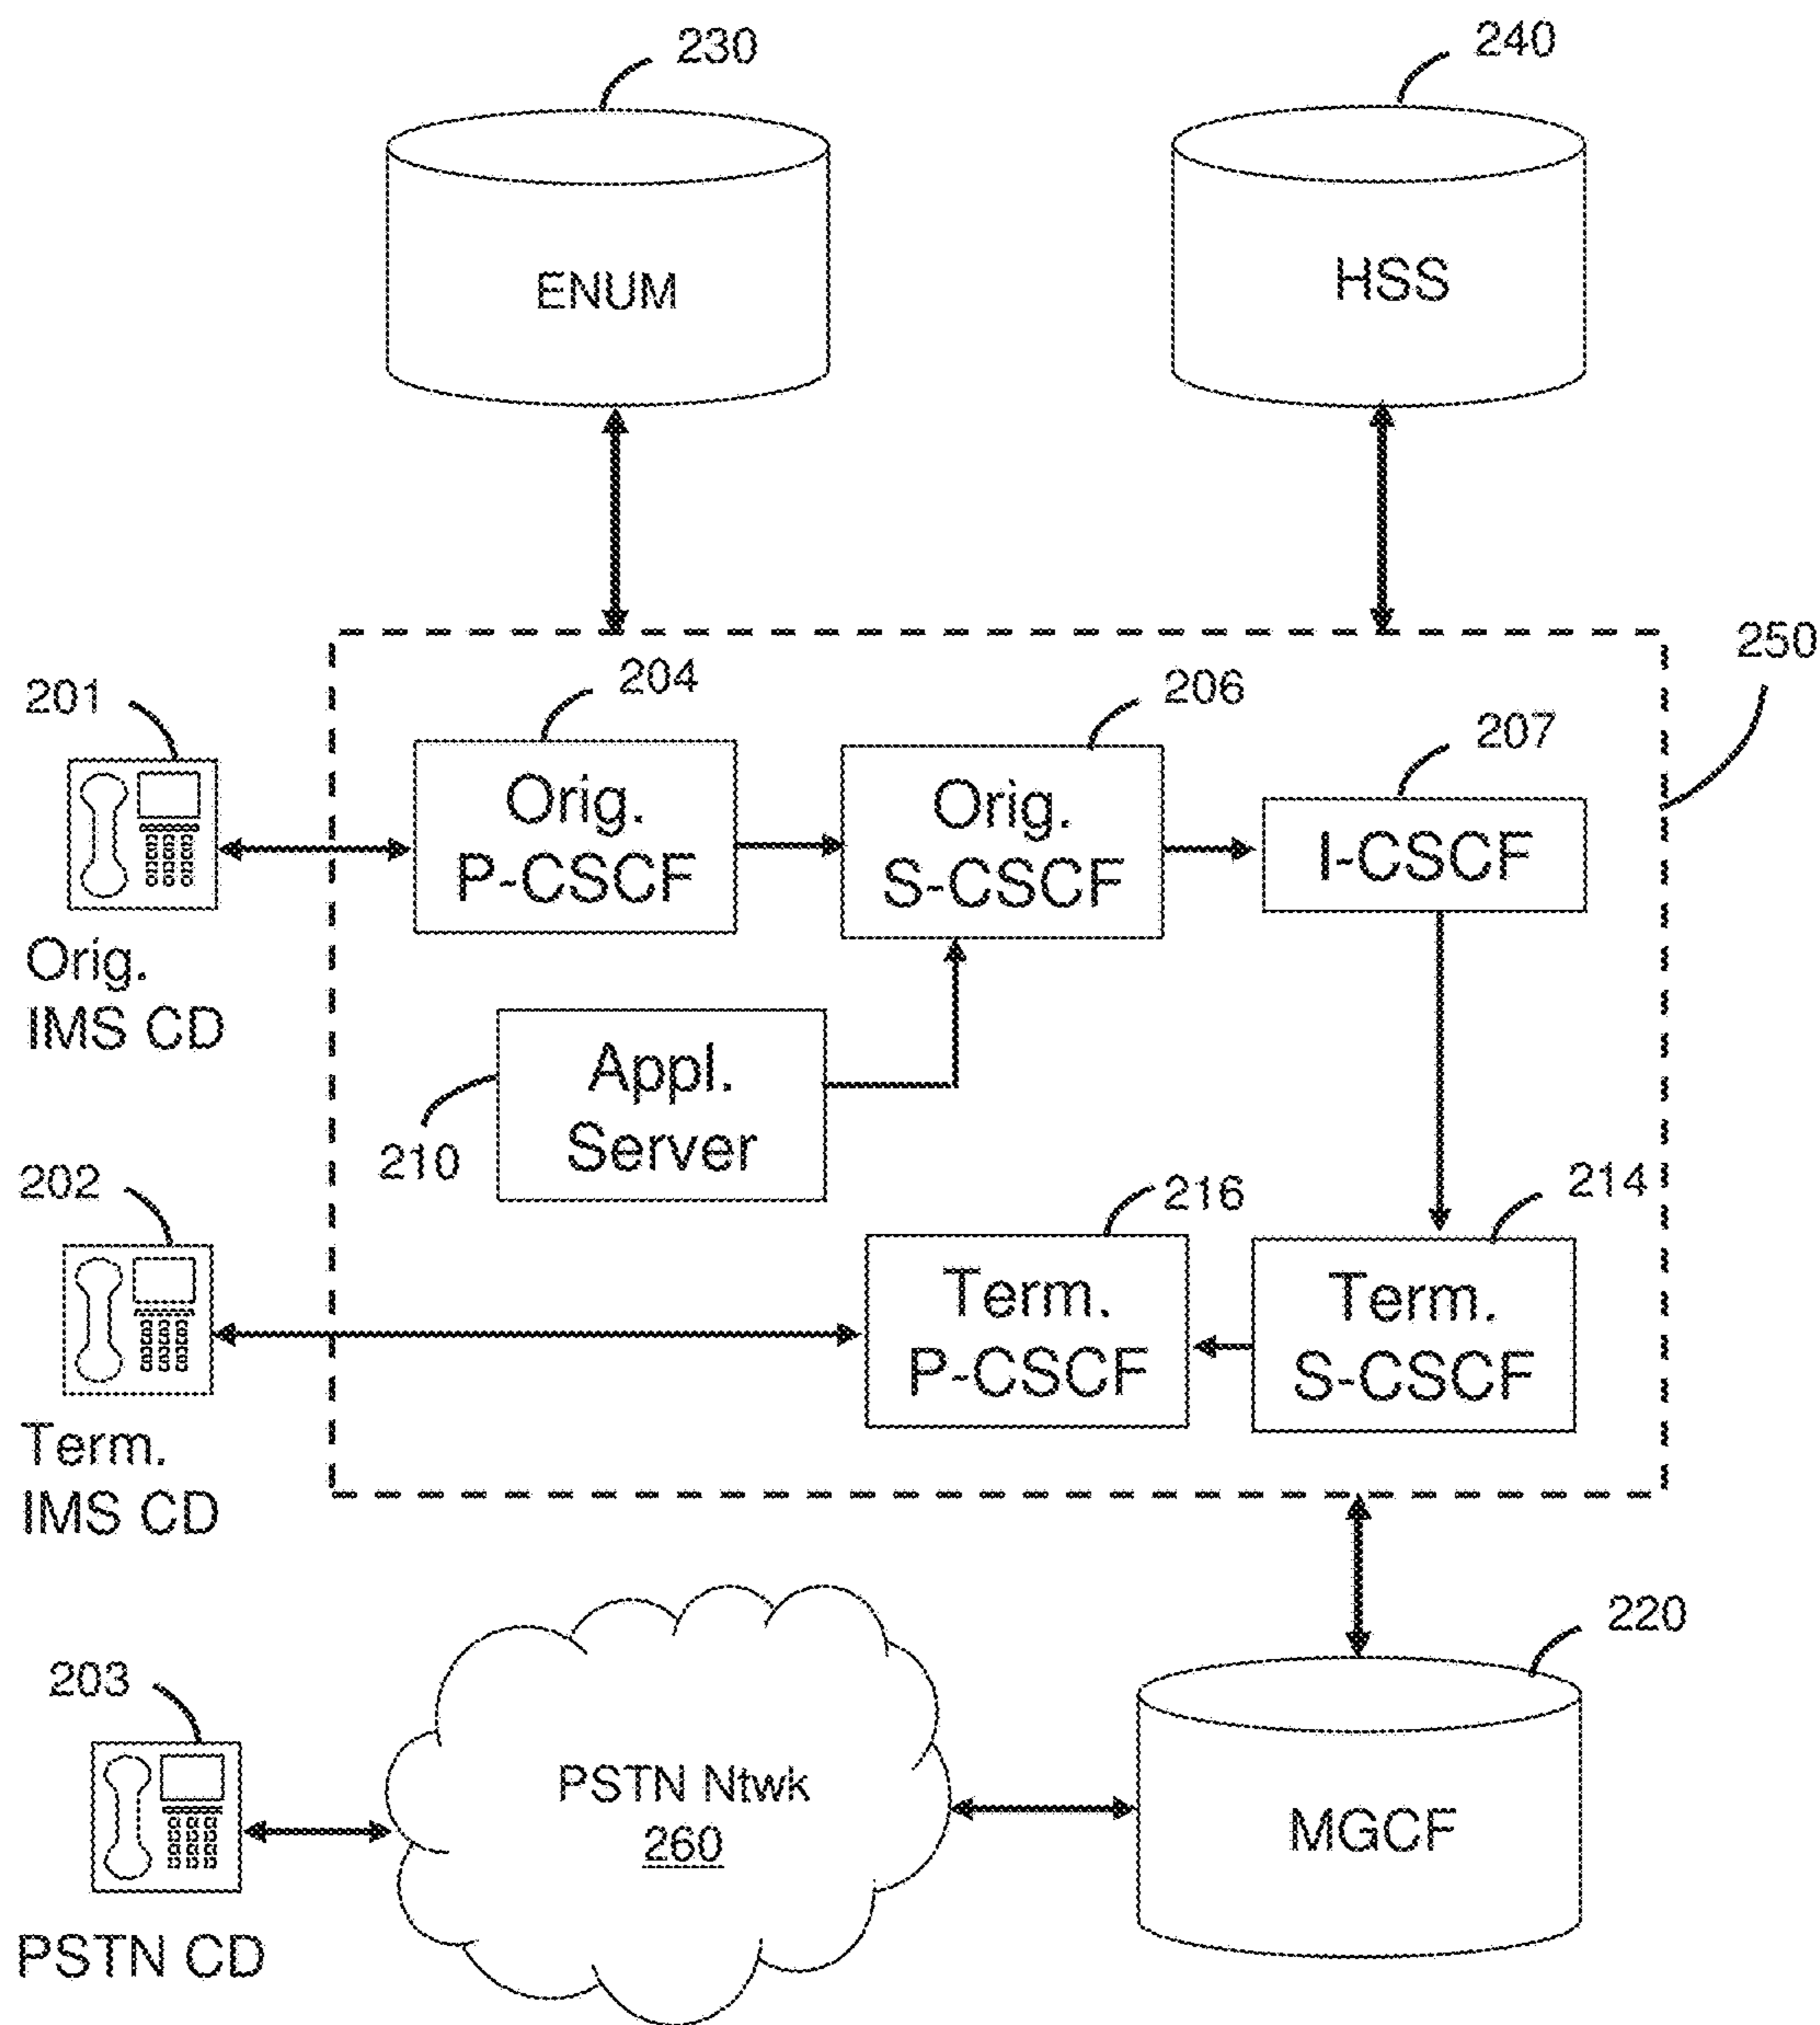 230
240
ENUM
HSS
250
204
206
201
207
Orig.
P-CSCF
Orig.
S-CSCF
I-CSCF
Orig.
IMS CD
Appl.
Server
210
202
216
214
Term.
P-CSCF
Term.
S-CSCF
Term.
IMS CD
220
203
PSTN Ntwk
260
MGCF
PSTN CD